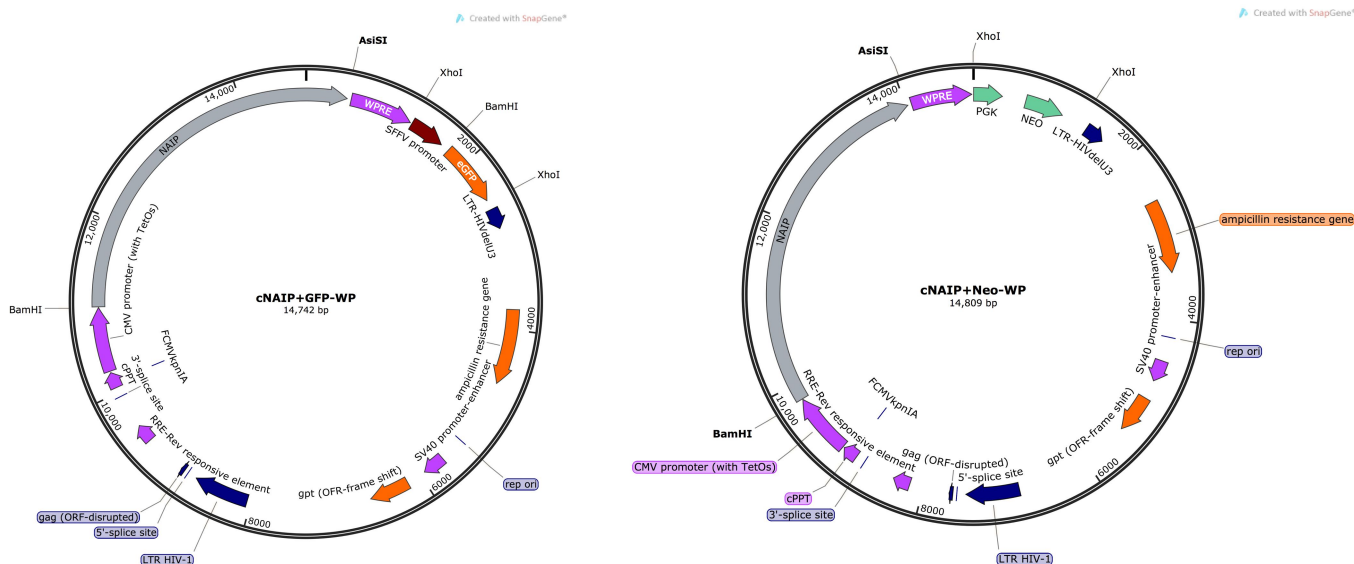 Created with SnapGene®
AsiSI
XhoI
BamHI
XhoI
BamHI
14,000
2000
4000
6000
8000
10,000
12,000
NAIP
WPRE
SFFV promoter
eGFP
LTR-HIVdelU3
ampicillin resistance gene
SV40 promoter-enhancer
rep ori
gpt (OFR-frame shift)
LTR HIV-1
5'-splice site
gag (ORF-disrupted)
RRE-Rev responsive element
3'-splice site
cPPT
FCMVkpnIA
CMV promoter (with TetOs)
cNAIP+GFP-WP
14,742 bp
Created with SnapGene®
AsiSI
XhoI
XhoI
BamHI
14,000
2000
4000
6000
8000
10,000
12,000
NAIP
WPRE
PGK
NEO
LTR-HIVdelU3
ampicillin resistance gene
SV40 promoter-enhancer
rep ori
gpt (OFR-frame shift)
LTR HIV-1
5'-splice site
gag (ORF-disrupted)
RRE-Rev responsive element
3'-splice site
cPPT
FCMVkpnIA
CMV promoter (with TetOs)
cNAIP+Neo-WP
14,809 bp